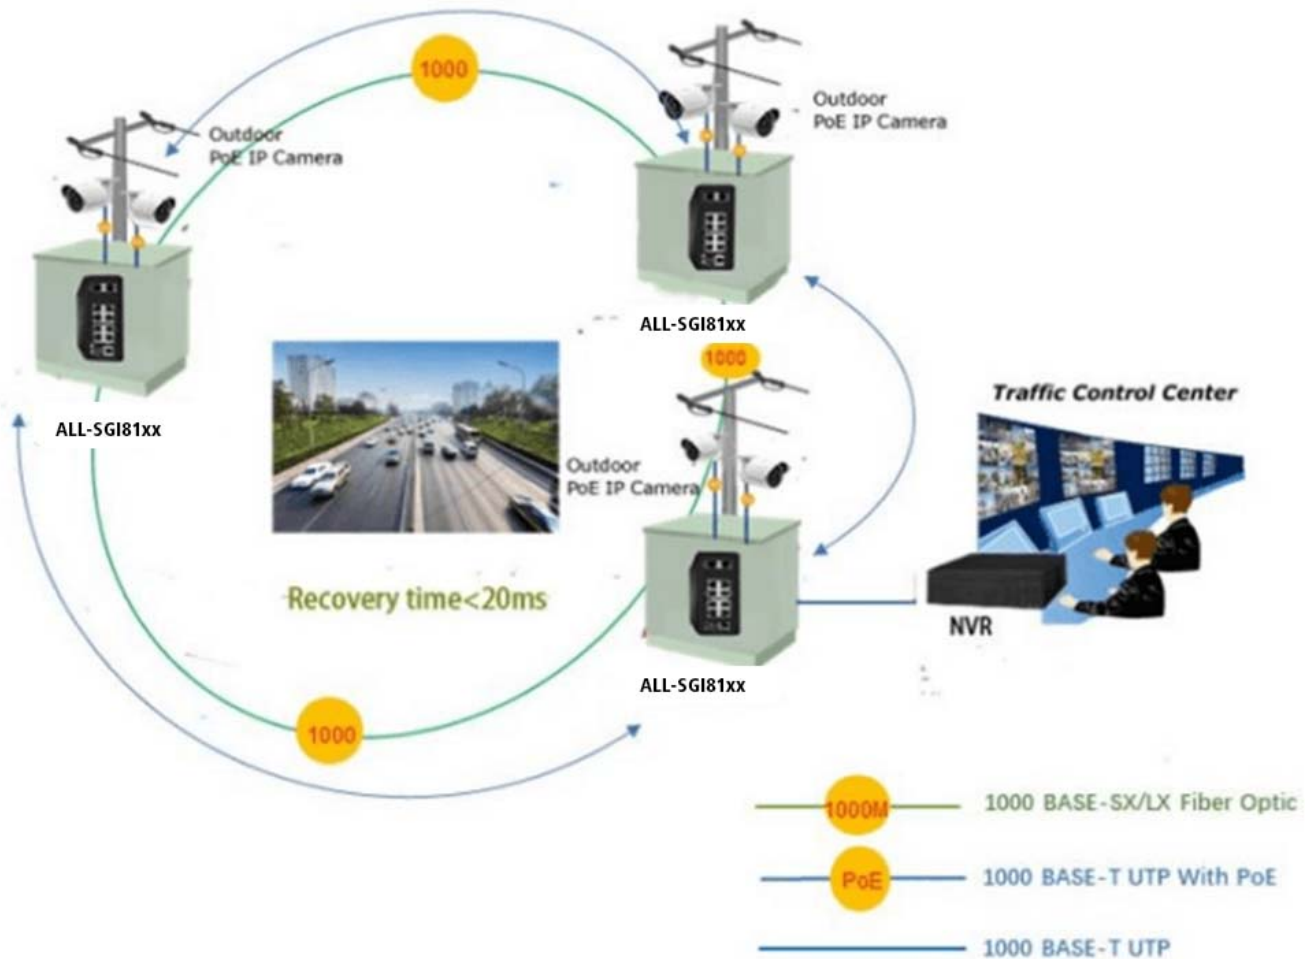 1000
Outdoor
PoE IP Camera
Outdoor
PoE IP Camera
ALL-SGI81xx
1000
Traffic Control Center
ALL-SGI81xx
Outdoor
PoE IP Camera
Recovery time<20ms
NVR
ALL-SGI81xx
1000
1000M
1000 BASE-SX/LX Fiber Optic
PoE
1000 BASE-T UTP With PoE
1000 BASE-T UTP